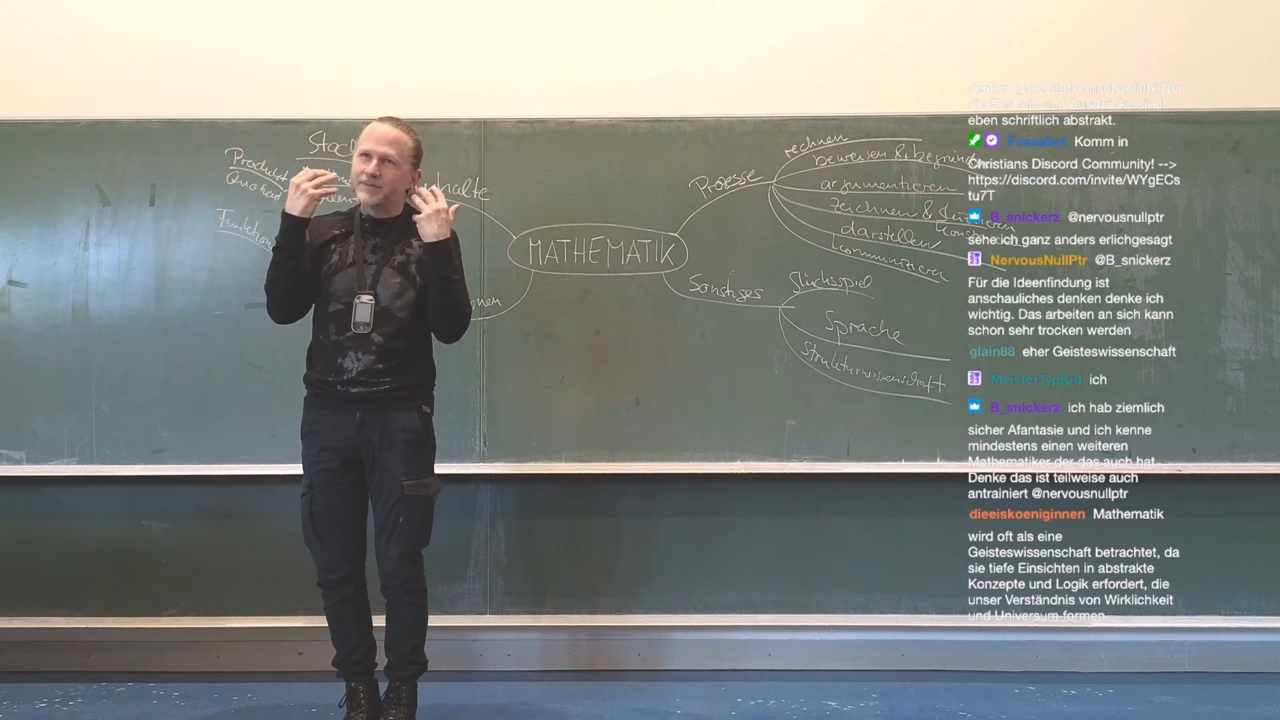 Produkt
Funktion
MATHEMATIK
Prozesse
rechnen
beweisen & begründ
argumentieren
zeichnen &
darstellen
kommunizieren
Sonstiges
Glücksspiel
Sprache
Strukturwissenschaft
eben schriftlich abstrakt.
Fossabot Komm in
Christians Discord Community! -->
https://discord.com/invite/WYgECs
tu7T
B_snickerz @nervousnullptr
sehe ich ganz anders erlichgesagt
NervousNullPtr @B_snickerz
Für die Ideenfindung ist
anschauliches denken denke ich
wichtig. Das arbeiten an sich kann
schon sehr trocken werden
glain88 eher Geisteswissenschaft
MeisterTypKid ich
B_snickerz ich hab ziemlich
sicher Afantasie und ich kenne
mindestens einen weiteren
Mathematiker der das auch hat
Denke das ist teilweise auch
antrainiert @nervousnullptr
dieeiskoeniginnen Mathematik
wird oft als eine
Geisteswissenschaft betrachtet, da
sie tiefe Einsichten in abstrakte
Konzepte und Logik erfordert, die
unser Verständnis von Wirklichkeit
und Universum formen.